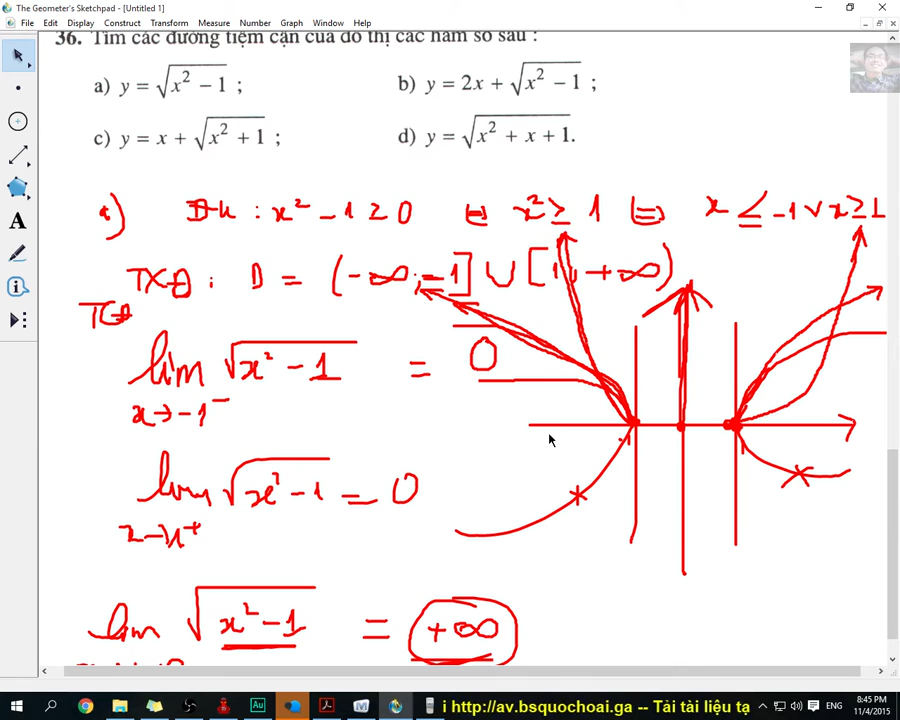 The Geometer's Sketchpad - [Untitled 1]
File Edit Display Construct Transform Measure Number Graph Window Help
36. Tìm các đường tiệm cận của đồ thị các hàm số sau :
a) y = √(x² − 1) ;
b) y = 2x + √(x² − 1) ;
c) y = x + √(x² + 1) ;
d) y = √(x² + x + 1).
a) Đk : x² − 1 ≥ 0 ⇔ x² ≥ 1 ⇔ x ≤ −1 ∨ x ≥ 1
TXĐ : D = (−∞; −1] ∪ [1; +∞)
TCĐ
lim √(x² − 1) = 0
x → −1⁻
lim √(x² − 1) = 0
lim √(x² − 1) = +∞
i http://av.bsquochoai.ga -- Tải tài liệu tạ
ENG
8:45 PM
11/4/2015